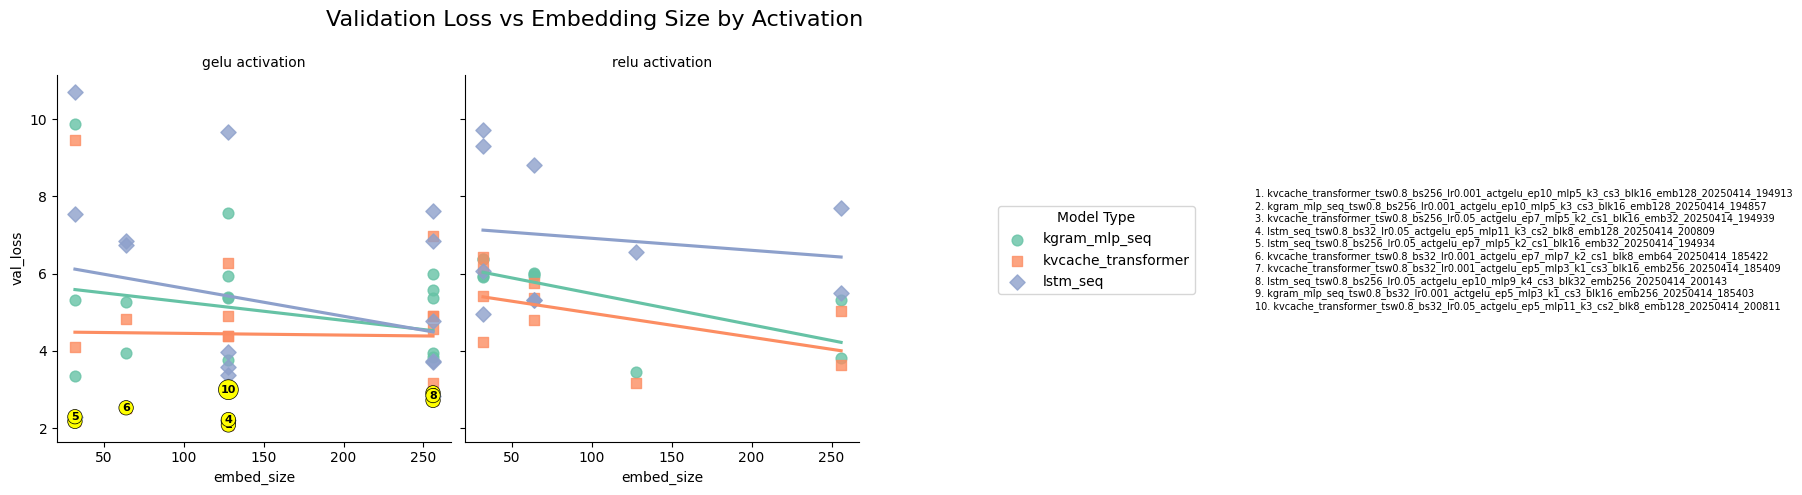 Validation Loss vs Embedding Size by Activation
gelu activation
relu activation
val_loss
10
8
6
4
2
5
6
10
4
8
50
100
150
200
250
embed_size
50
100
150
200
250
embed_size
Model Type
kgram_mlp_seq
kvcache_transformer
lstm_seq
1. kvcache_transformer_tsw0.8_bs256_lr0.001_actgelu_ep10_mlp5_k3_cs3_blk16_emb128_20250414_194913
2. kgram_mlp_seq_tsw0.8_bs256_lr0.001_actgelu_ep10_mlp5_k3_cs3_blk16_emb128_20250414_194857
3. kvcache_transformer_tsw0.8_bs256_lr0.05_actgelu_ep7_mlp5_k2_cs1_blk16_emb32_20250414_194939
4. lstm_seq_tsw0.8_bs32_lr0.05_actgelu_ep5_mlp11_k3_cs2_blk8_emb128_20250414_200809
5. lstm_seq_tsw0.8_bs256_lr0.05_actgelu_ep7_mlp5_k2_cs1_blk16_emb32_20250414_194934
6. kvcache_transformer_tsw0.8_bs32_lr0.001_actgelu_ep7_mlp7_k2_cs1_blk8_emb64_20250414_185422
7. kvcache_transformer_tsw0.8_bs32_lr0.001_actgelu_ep5_mlp3_k1_cs3_blk16_emb256_20250414_185409
8. lstm_seq_tsw0.8_bs256_lr0.05_actgelu_ep10_mlp9_k4_cs3_blk32_emb256_20250414_200143
9. kgram_mlp_seq_tsw0.8_bs32_lr0.001_actgelu_ep5_mlp3_k1_cs3_blk16_emb256_20250414_185403
10. kvcache_transformer_tsw0.8_bs32_lr0.05_actgelu_ep5_mlp11_k3_cs2_blk8_emb128_20250414_200811